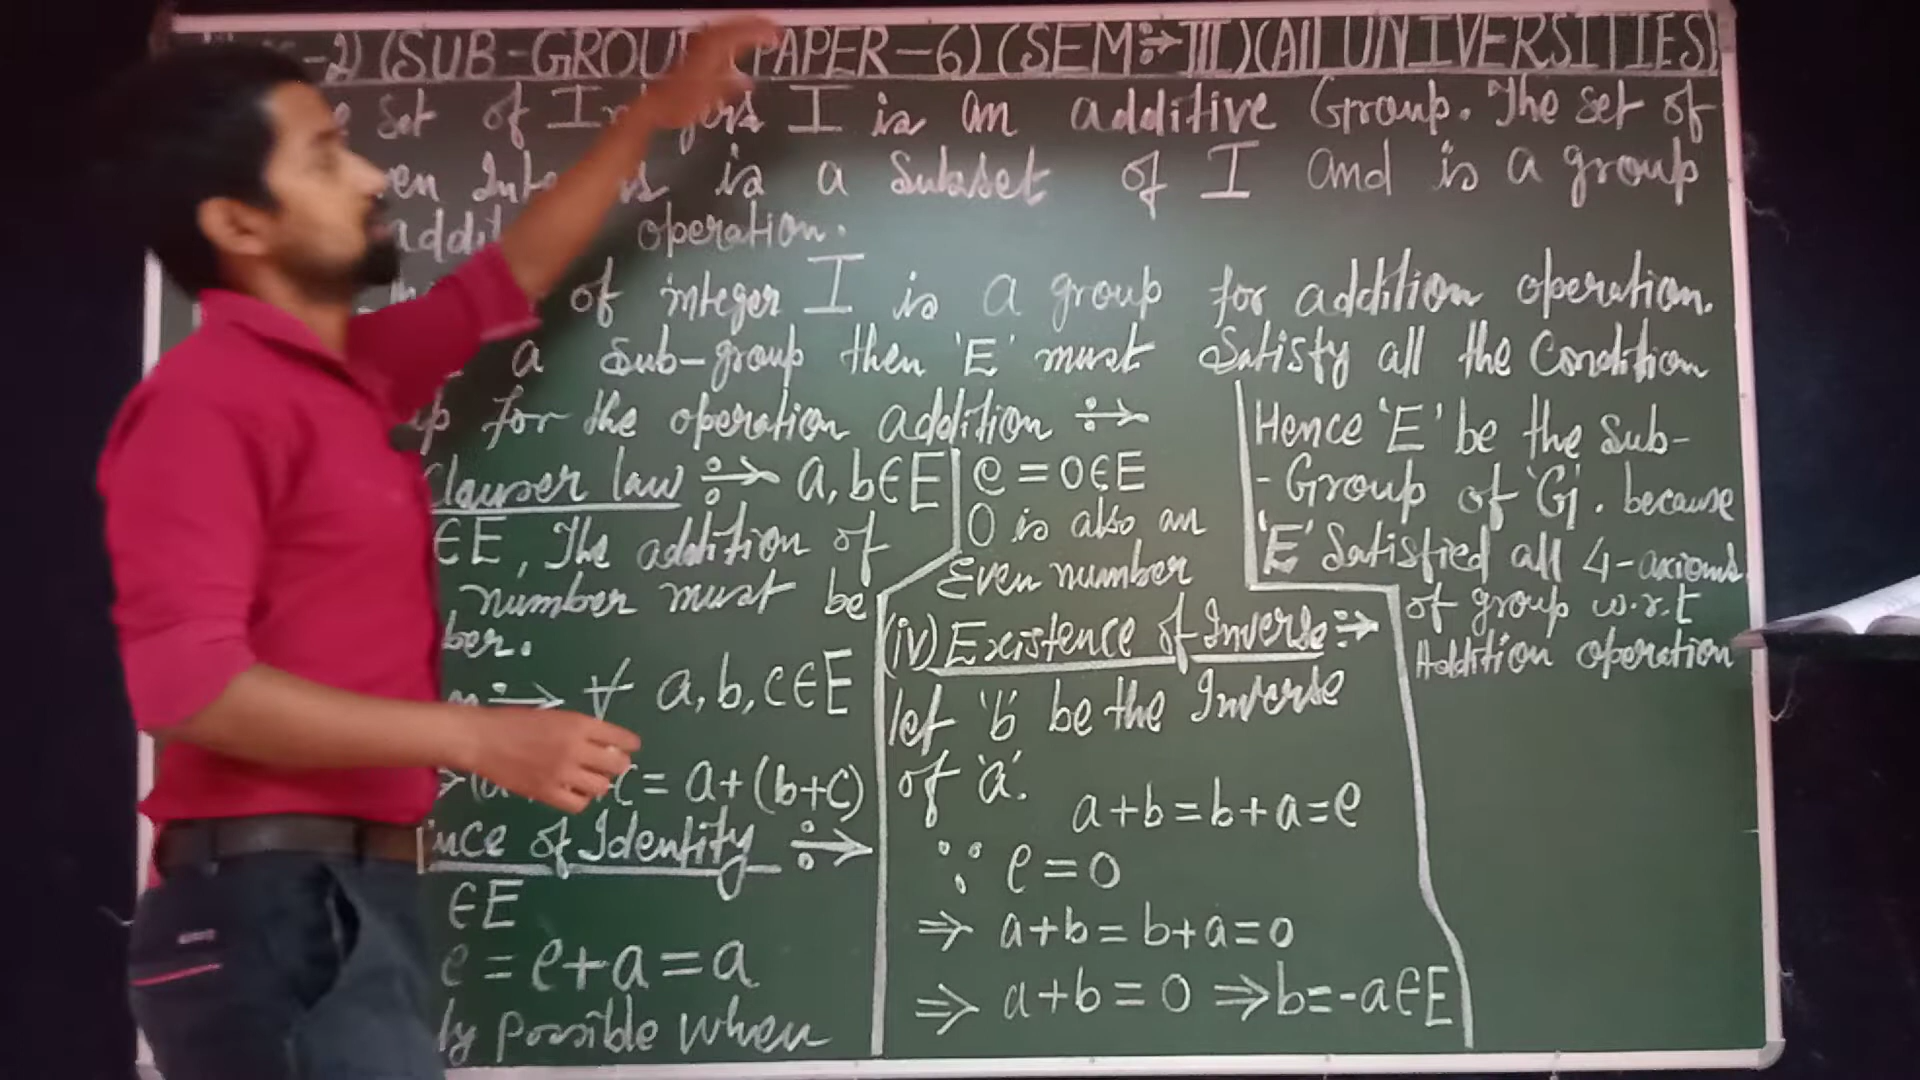 -2) (SUB-GROU PAPER-6) (SEM÷→III)(All UNIVERSITIES)
Set of I is an additive Group. The set of
is a Subset of I and is a group
operation.
of integer I is a group for addition operation.
a Sub-group then 'E' must Satisfy all the Condition
for the operation addition ÷→
Clouser law ÷→ a, b∈E
∈E, The addition of
, number must be
ber.
÷→ ∀ a, b, c∈E
c = a+(b+c)
nce of Identity ÷→
∈E
e = e+a = a
ly possible when
e = 0∈E
0 is also an
Even number
(iv) Existence of Inverse ÷→
let 'b' be the Inverse
of 'a'.
a+b = b+a = e
∵ e = 0
⇒ a+b = b+a = 0
⇒ a+b = 0 ⇒ b = -a∈E
Hence 'E' be the Sub-
-Group of 'G'. because
'E' Satisfied all 4-axioms
of group w.r.t
Addition operation